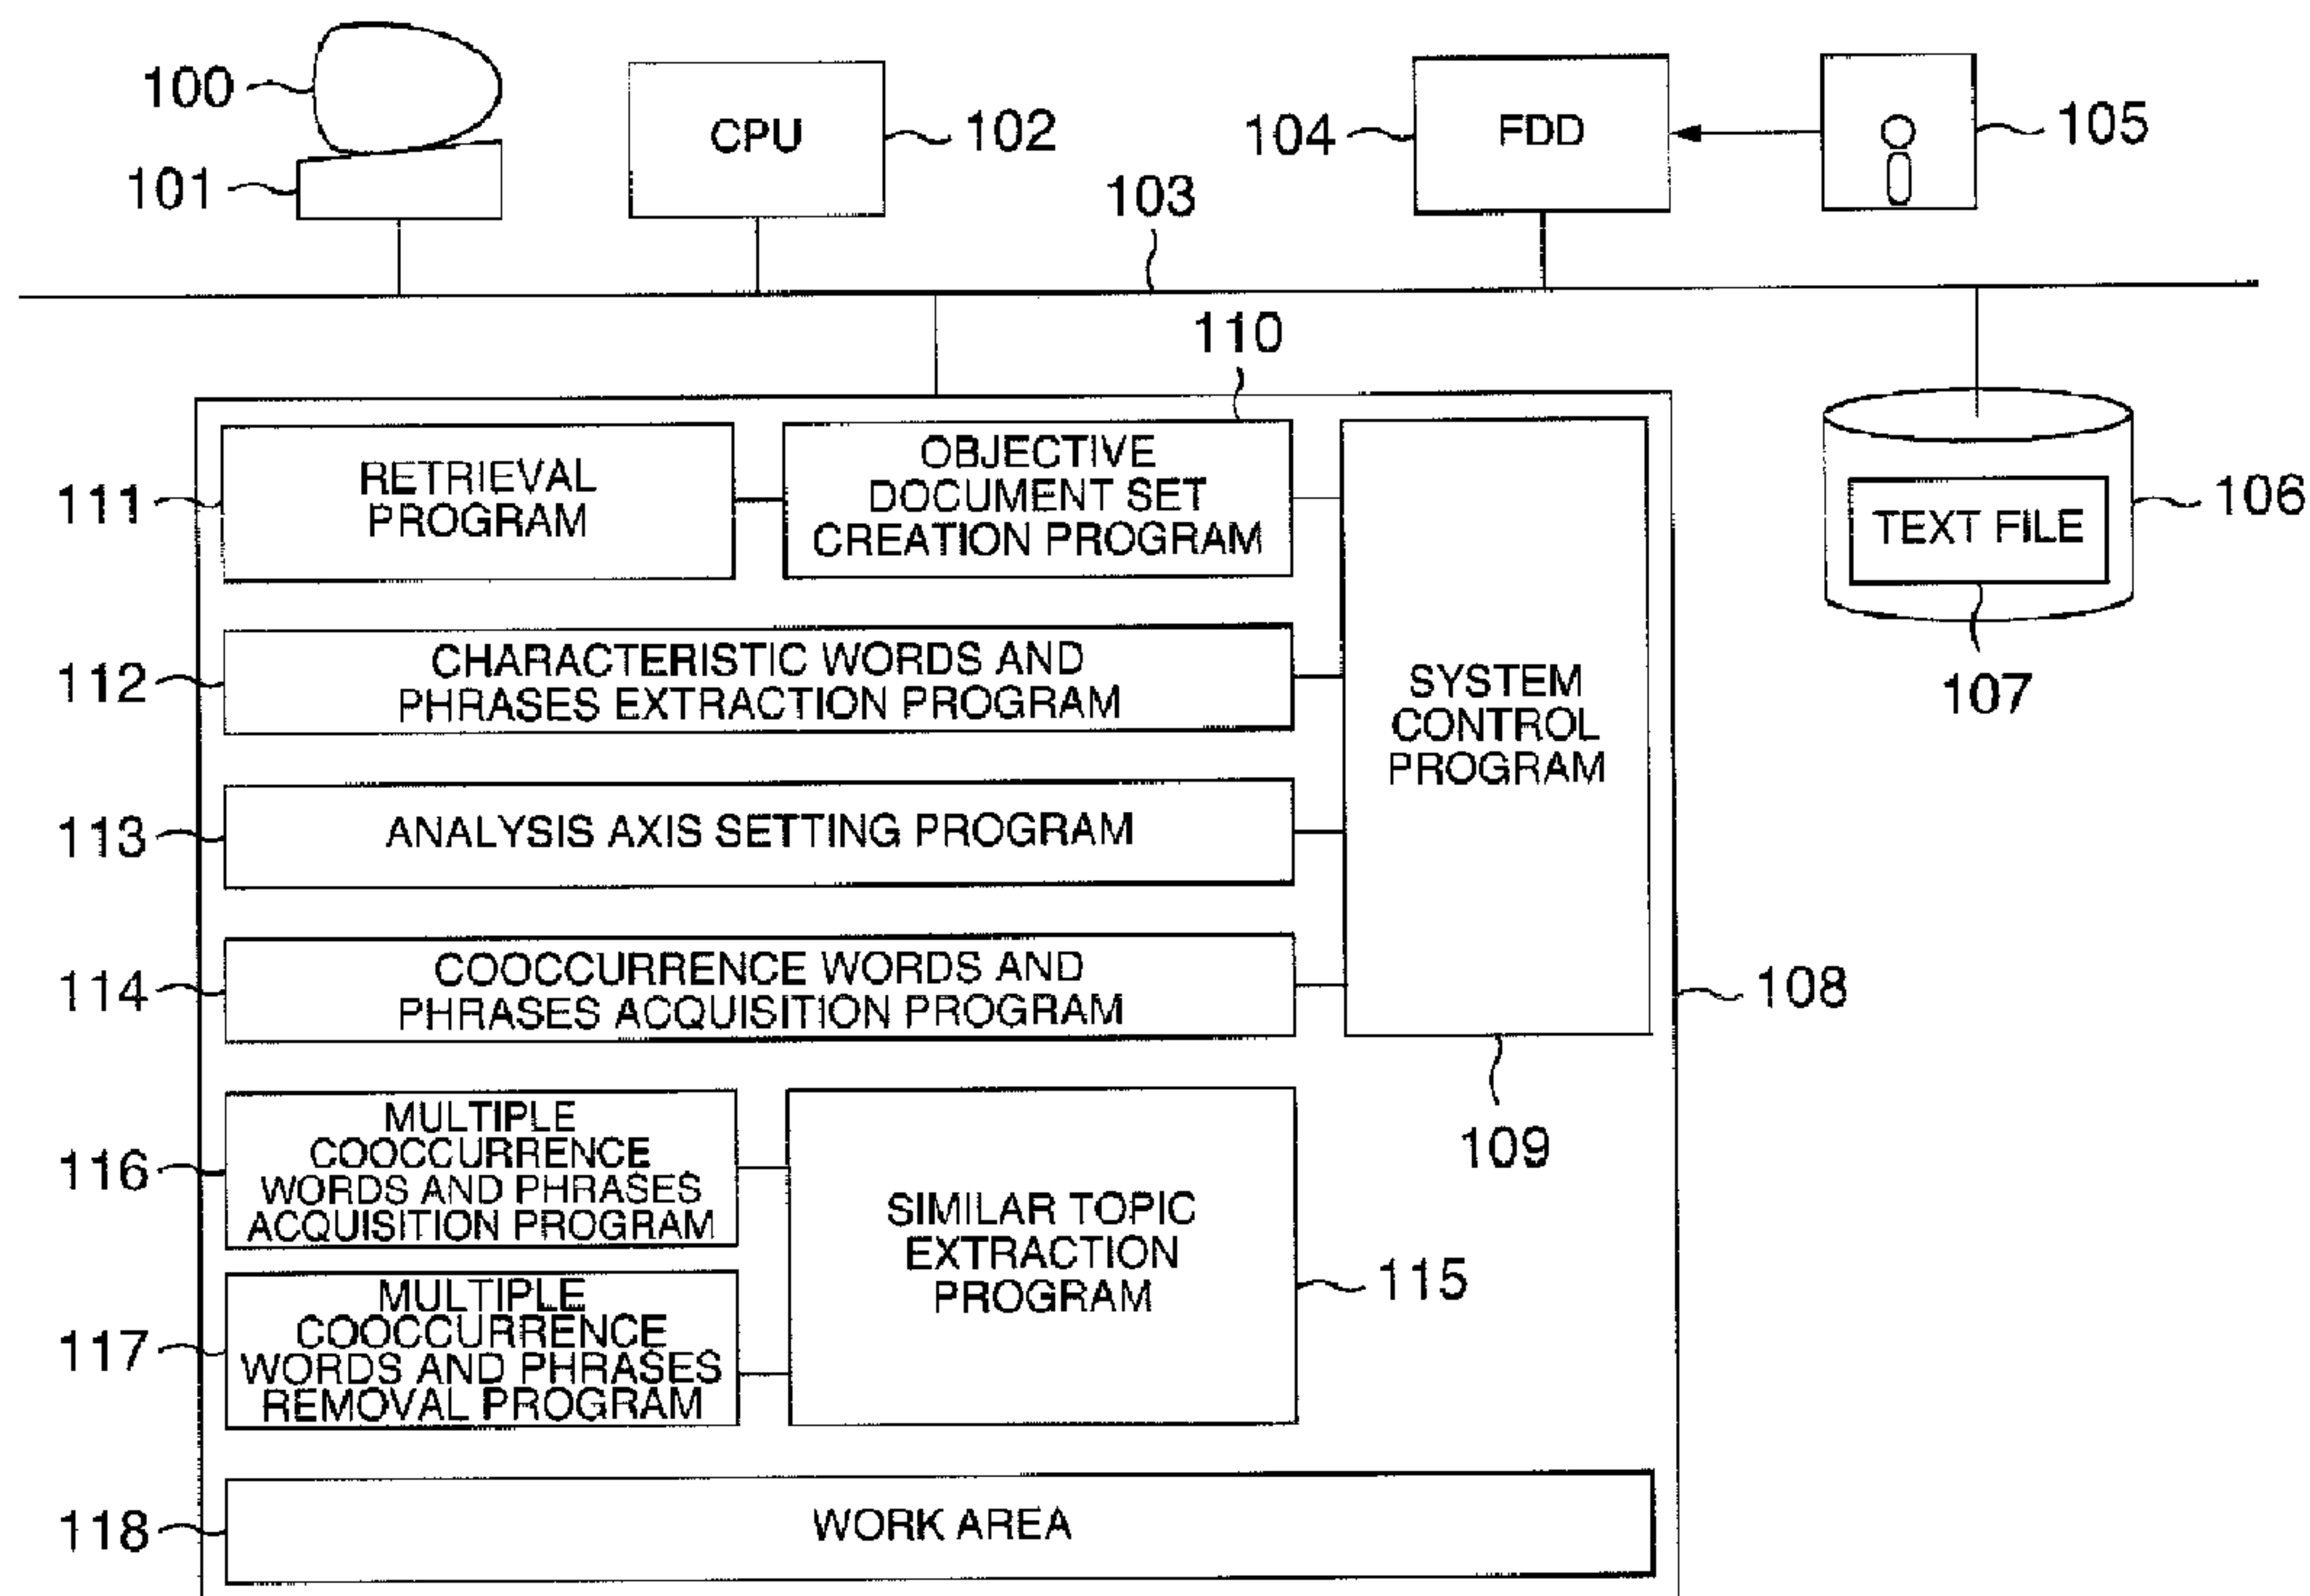 100
101
CPU
102
103
104
FDD
105
110
111
RETRIEVAL
PROGRAM
OBJECTIVE
DOCUMENT SET
CREATION PROGRAM
TEXT FILE
106
107
112
CHARACTERISTIC WORDS AND
PHRASES EXTRACTION PROGRAM
SYSTEM
CONTROL
PROGRAM
113
ANALYSIS AXIS SETTING PROGRAM
114
COOCCURRENCE WORDS AND
PHRASES ACQUISITION PROGRAM
108
109
116
MULTIPLE
COOCCURRENCE
WORDS AND PHRASES
ACQUISITION PROGRAM
SIMILAR TOPIC
EXTRACTION
PROGRAM
115
117
MULTIPLE
COOCCURRENCE
WORDS AND PHRASES
REMOVAL PROGRAM
118
WORK AREA